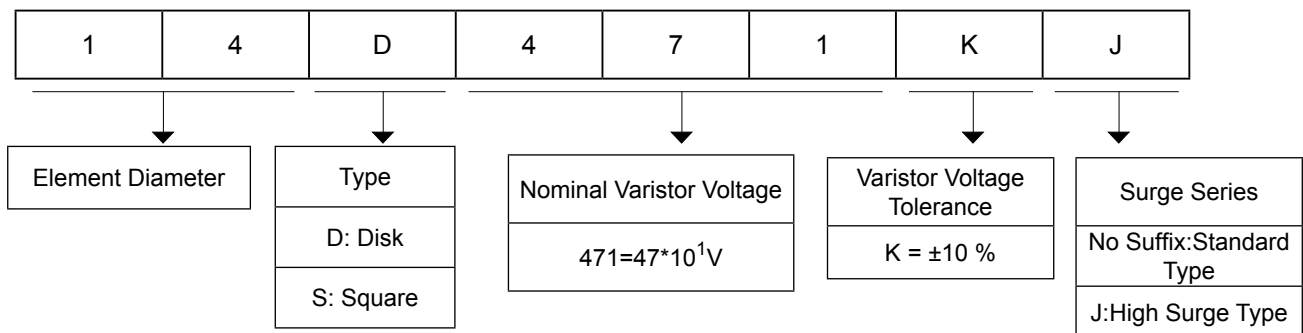 1 4 D 4 7 1 K J
Element Diameter
Type
D: Disk
S: Square
Nominal Varistor Voltage
471=47*10¹V
Varistor Voltage
Tolerance
K = ±10 %
Surge Series
No Suffix:Standard
Type
J:High Surge Type